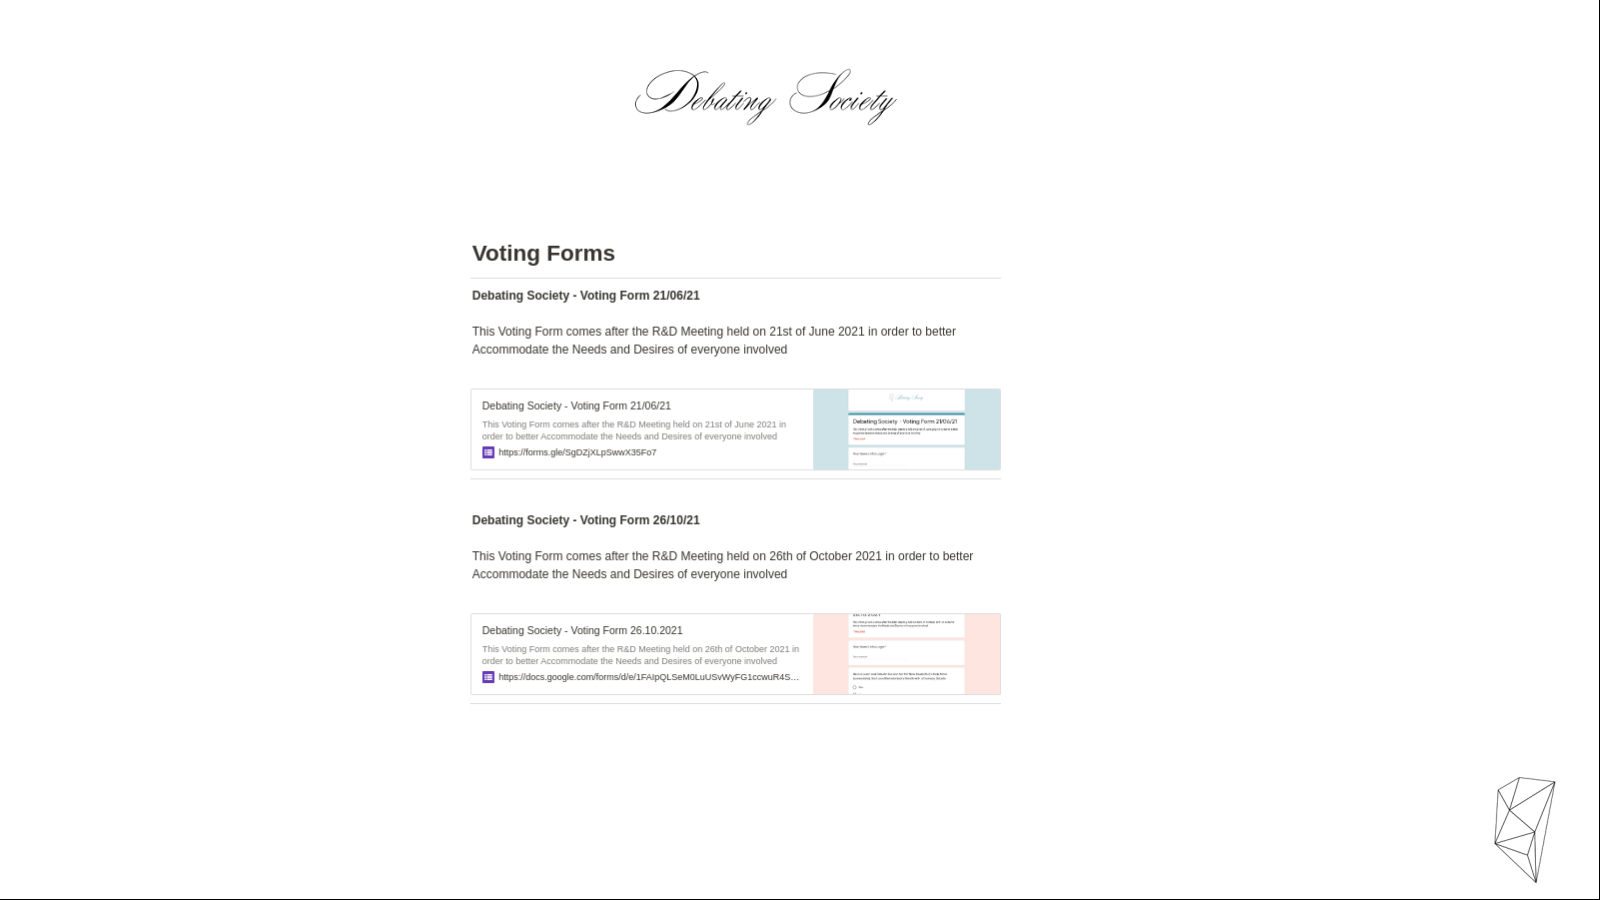 Debating Society
Voting Forms
Debating Society - Voting Form 21/06/21
This Voting Form comes after the R&D Meeting held on 21st of June 2021 in order to better
Accommodate the Needs and Desires of everyone involved
Debating Society - Voting Form 21/06/21
This Voting Form comes after the R&D Meeting held on 21st of June 2021 in
order to better Accommodate the Needs and Desires of everyone involved
https://forms.gle/SgDZjXLpSwwX35Fo7
Debating Society - Voting Form 21/06/21
Debating Society - Voting Form 26/10/21
This Voting Form comes after the R&D Meeting held on 26th of October 2021 in order to better
Accommodate the Needs and Desires of everyone involved
Debating Society - Voting Form 26.10.2021
This Voting Form comes after the R&D Meeting held on 26th of October 2021 in
order to better Accommodate the Needs and Desires of everyone involved
https://docs.google.com/forms/d/e/1FAIpQLSeM0LuUSvWyFG1ccwuR4S...